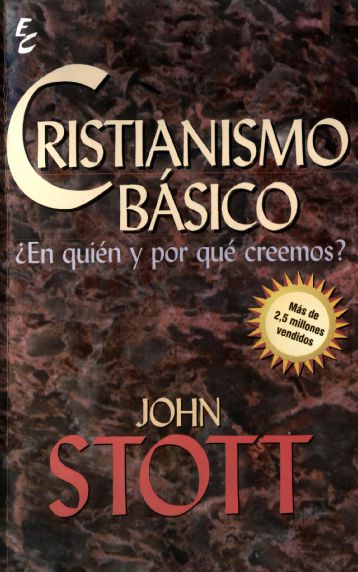 EC
CRISTIANISMO
BÁSICO
¿En quién y por qué creemos?
Más de
2,5 millones
vendidos
JOHN
STOTT